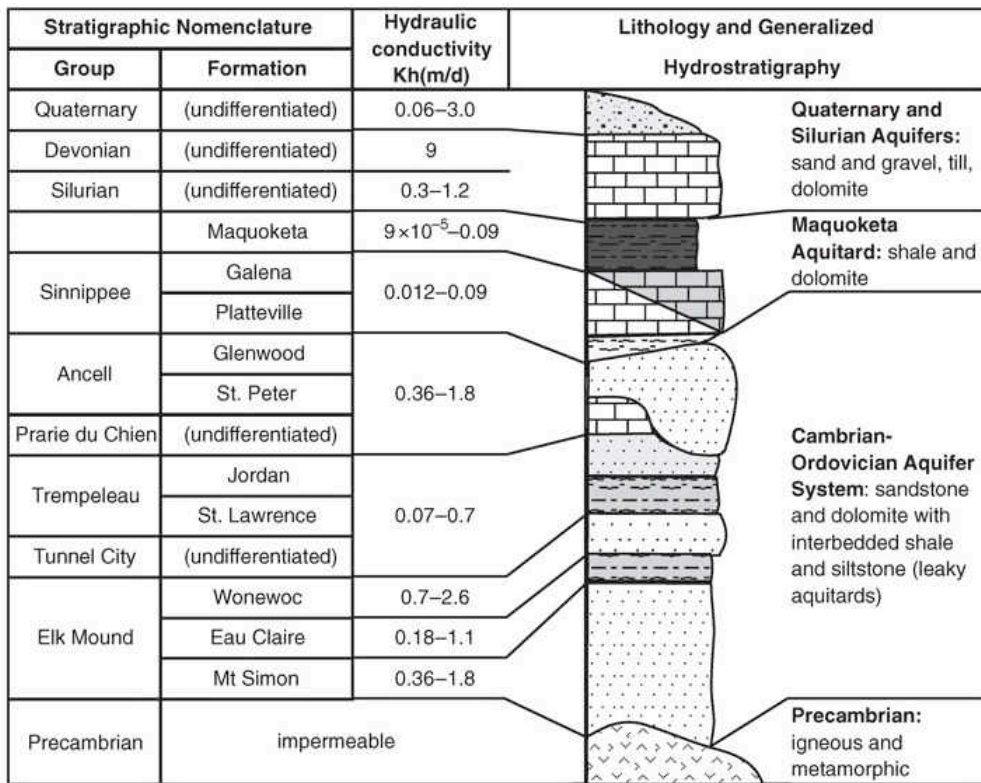 Stratigraphic Nomenclature
Hydraulic
conductivity
Kh(m/d)
Lithology and Generalized
Hydrostratigraphy
Group
Formation
Quaternary
(undifferentiated)
0.06–3.0
Devonian
(undifferentiated)
9
Silurian
(undifferentiated)
0.3–1.2
Maquoketa
9×10⁻⁵–0.09
Sinnippee
Galena
Platteville
0.012–0.09
Ancell
Glenwood
St. Peter
0.36–1.8
Prarie du Chien
(undifferentiated)
Trempeleau
Jordan
St. Lawrence
0.07–0.7
Tunnel City
(undifferentiated)
Elk Mound
Wonewoc
0.7–2.6
Eau Claire
0.18–1.1
Mt Simon
0.36–1.8
Precambrian
impermeable
Quaternary and
Silurian Aquifers:
sand and gravel, till,
dolomite
Maquoketa
Aquitard: shale and
dolomite
Cambrian-
Ordovician Aquifer
System: sandstone
and dolomite with
interbedded shale
and siltstone (leaky
aquitards)
Precambrian:
igneous and
metamorphic